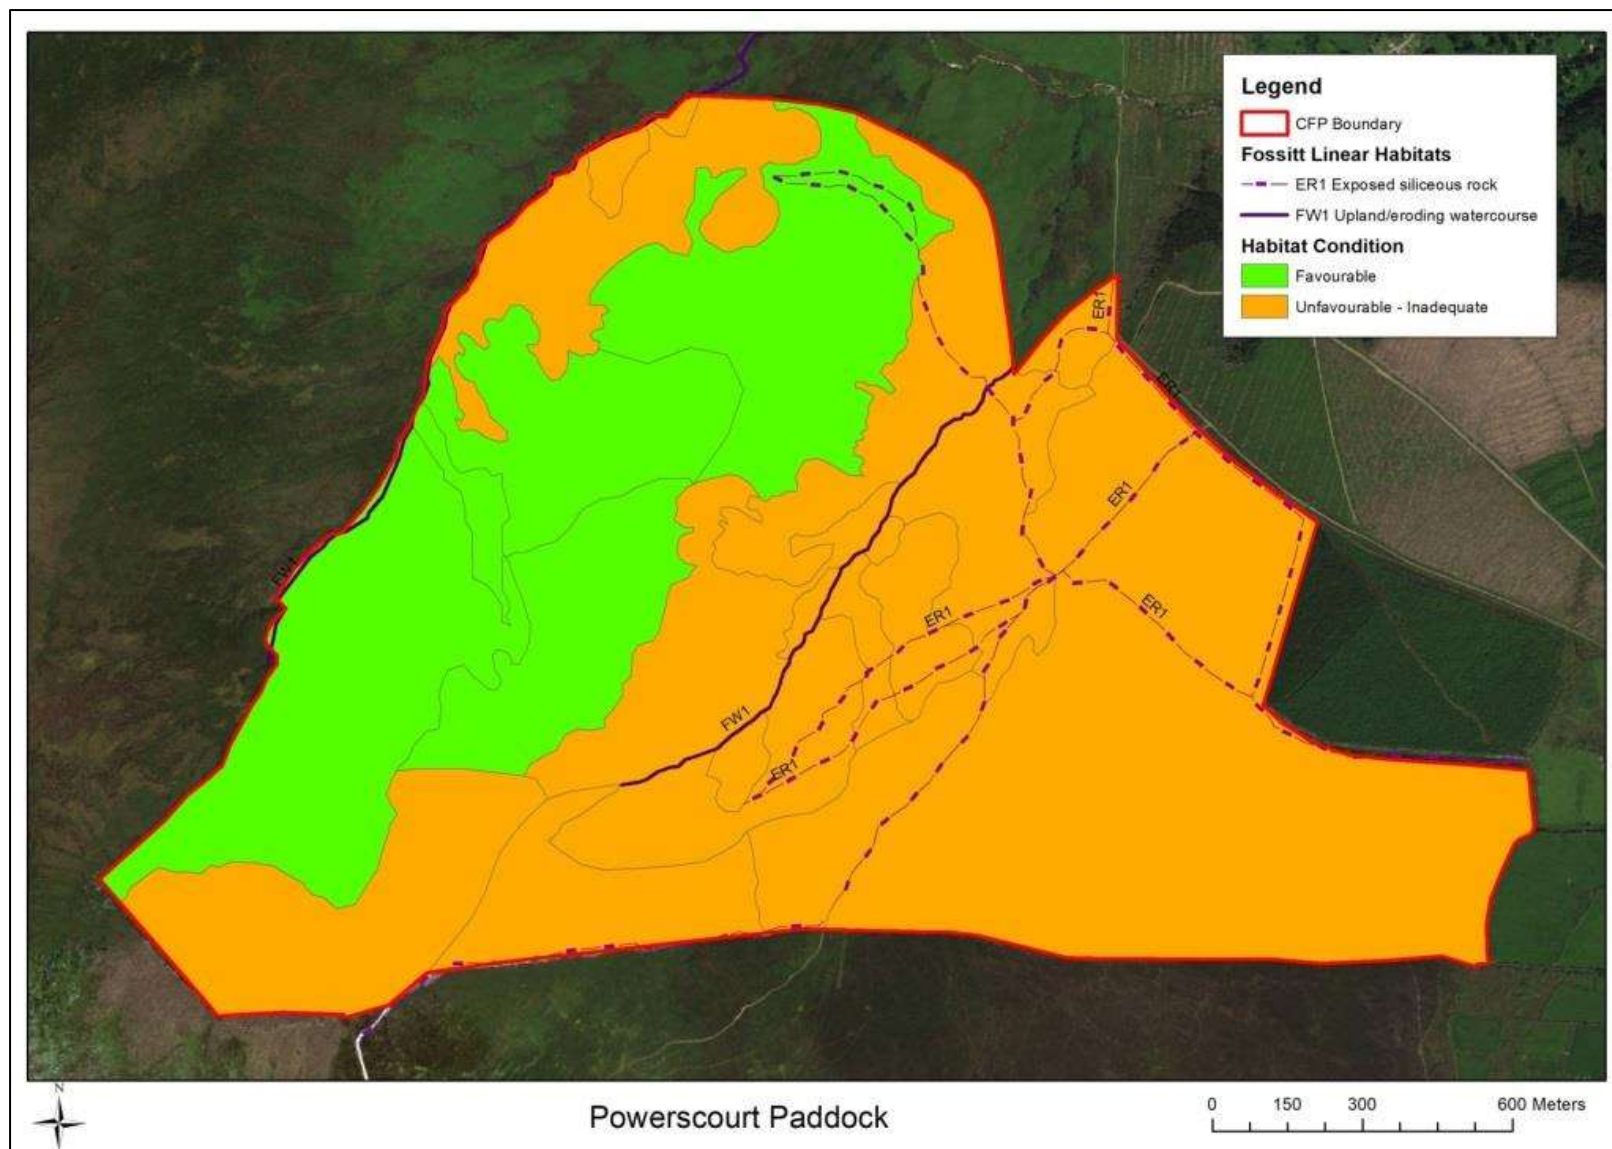 Legend
CFP Boundary
Fossitt Linear Habitats
ER1 Exposed siliceous rock
FW1 Upland/eroding watercourse
Habitat Condition
Favourable
Unfavourable - Inadequate
ER1
ER1
ER1
FW1
ER1
ER1
FW1
ER1
N
Powerscourt Paddock
0 150 300 600 Meters